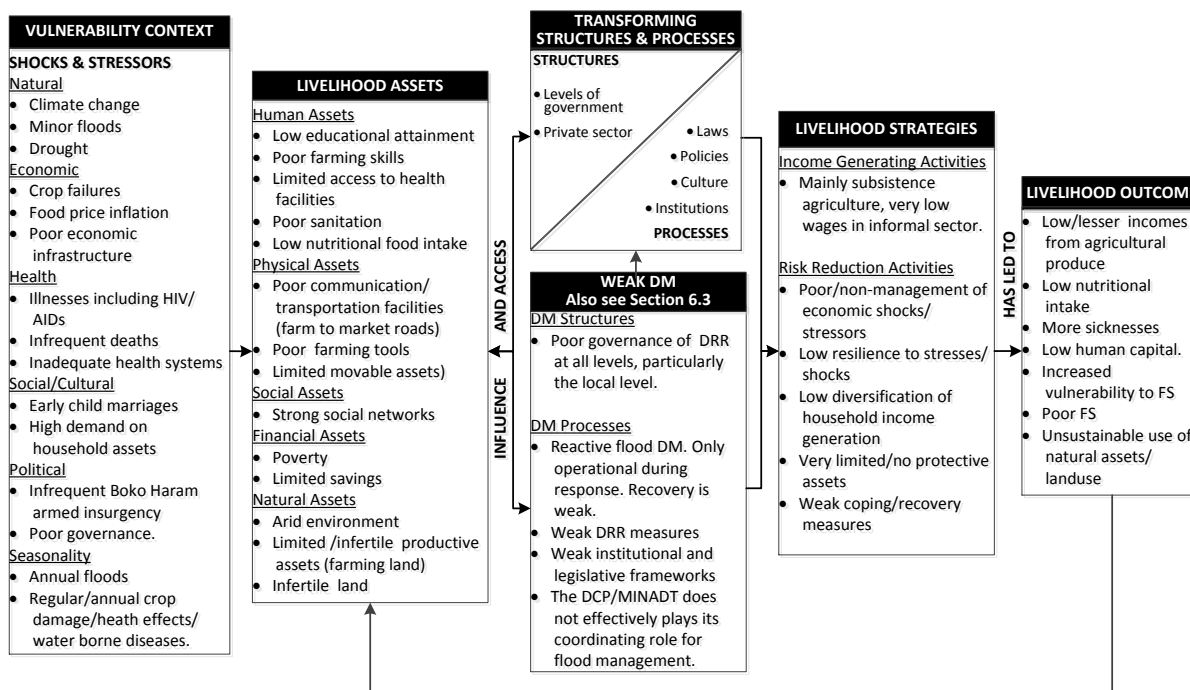 VULNERABILITY CONTEXT
SHOCKS & STRESSORS
Natural
• Climate change
• Minor floods
• Drought
Economic
• Crop failures
• Food price inflation
• Poor economic
infrastructure
Health
• Illnesses including HIV/
AIDs
• Infrequent deaths
• Inadequate health systems
Social/Cultural
• Early child marriages
• High demand on
household assets
Political
• Infrequent Boko Haram
armed insurgency
• Poor governance.
Seasonality
• Annual floods
• Regular/annual crop
damage/heath effects/
water borne diseases.
LIVELIHOOD ASSETS
Human Assets
• Low educational attainment
• Poor farming skills
• Limited access to health
facilities
• Poor sanitation
• Low nutritional food intake
Physical Assets
• Poor communication/
transportation facilities
(farm to market roads)
• Poor farming tools
• Limited movable assets)
Social Assets
• Strong social networks
Financial Assets
• Poverty
• Limited savings
Natural Assets
• Arid environment
• Limited /infertile productive
assets (farming land)
• Infertile land
INFLUENCE AND ACCESS
TRANSFORMING
STRUCTURES & PROCESSES
STRUCTURES
• Levels of
government
• Private sector
• Laws
• Policies
• Culture
• Institutions
PROCESSES
WEAK DM
Also see Section 6.3
DM Structures
• Poor governance of DRR
at all levels, particularly
the local level.
DM Processes
• Reactive flood DM. Only
operational during
response. Recovery is
weak.
• Weak DRR measures
• Weak institutional and
legislative frameworks
• The DCP/MINADT does
not effectively plays its
coordinating role for
flood management.
LIVELIHOOD STRATEGIES
Income Generating Activities
• Mainly subsistence
agriculture, very low
wages in informal sector.
Risk Reduction Activities
• Poor/non-management of
economic shocks/
stressors
• Low resilience to stresses/
shocks
• Low diversification of
household income
generation
• Very limited/no protective
assets
• Weak coping/recovery
measures
HAS LED TO
LIVELIHOOD OUTCOM
• Low/lesser incomes
from agricultural
produce
• Low nutritional
intake
• More sicknesses
• Low human capital.
• Increased
vulnerability to FS
• Poor FS
• Unsustainable use of
natural assets/
landuse